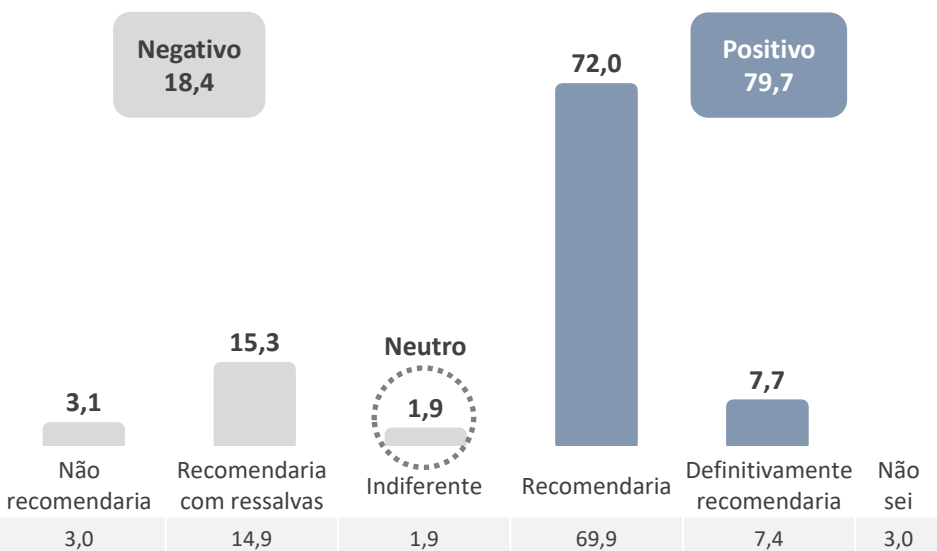 Negativo
18,4
Positivo
79,7
72,0
15,3
Neutro
3,1
1,9
7,7
Não
recomendaria
Recomendaria
com ressalvas
Indiferente
Recomendaria
Definitivamente
recomendaria
Não
sei
3,0
14,9
1,9
69,9
7,4
3,0